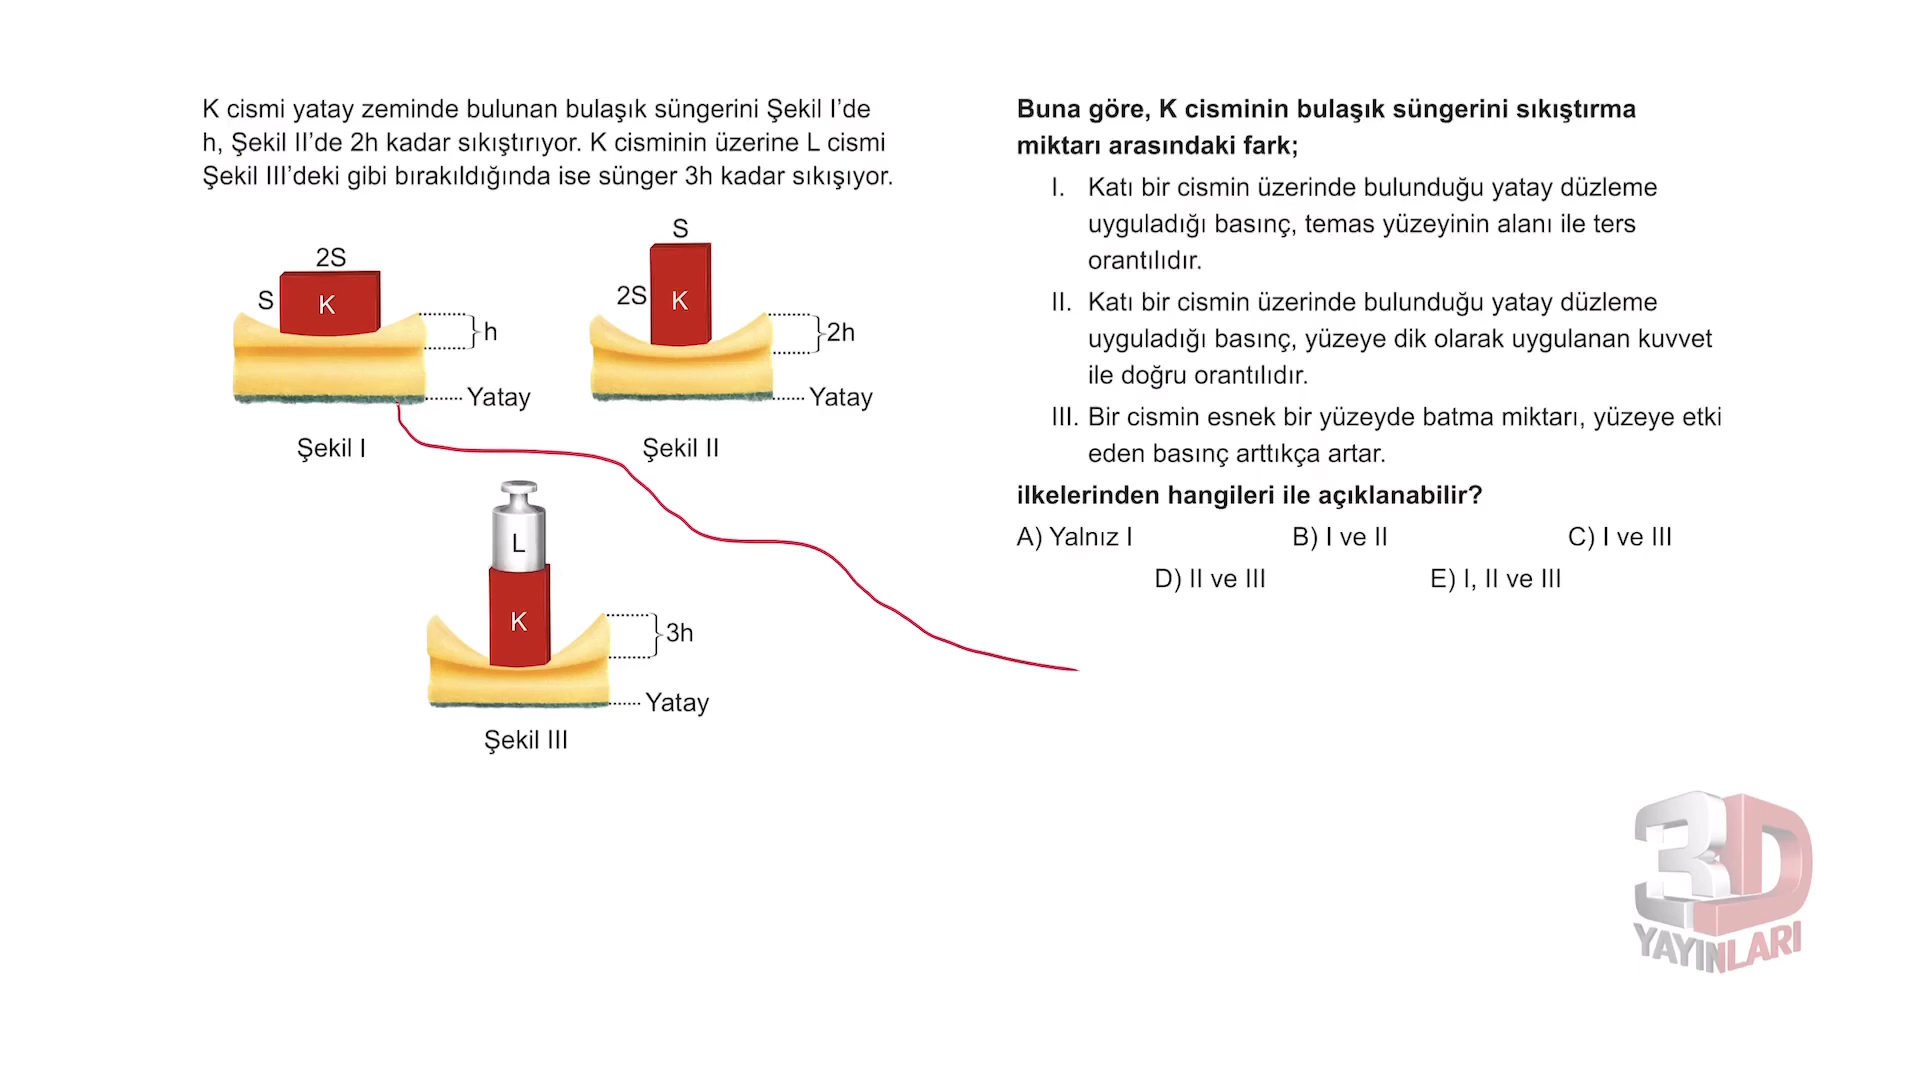 K cismi yatay zeminde bulunan bulaşık süngerini Şekil I’de
h, Şekil II’de 2h kadar sıkıştırıyor. K cisminin üzerine L cismi
Şekil III’deki gibi bırakıldığında ise sünger 3h kadar sıkışıyor.
2S
S
K
h
Yatay
Şekil I
S
2S
K
2h
Yatay
Şekil II
L
K
3h
Yatay
Şekil III
Buna göre, K cisminin bulaşık süngerini sıkıştırma
miktarı arasındaki fark;
I. Katı bir cismin üzerinde bulunduğu yatay düzleme
uyguladığı basınç, temas yüzeyinin alanı ile ters
orantılıdır.
II. Katı bir cismin üzerinde bulunduğu yatay düzleme
uyguladığı basınç, yüzeye dik olarak uygulanan kuvvet
ile doğru orantılıdır.
III. Bir cismin esnek bir yüzeyde batma miktarı, yüzeye etki
eden basınç arttıkça artar.
ilkelerinden hangileri ile açıklanabilir?
A) Yalnız I B) I ve II C) I ve III
D) II ve III E) I, II ve III
3D
YAYINLARI